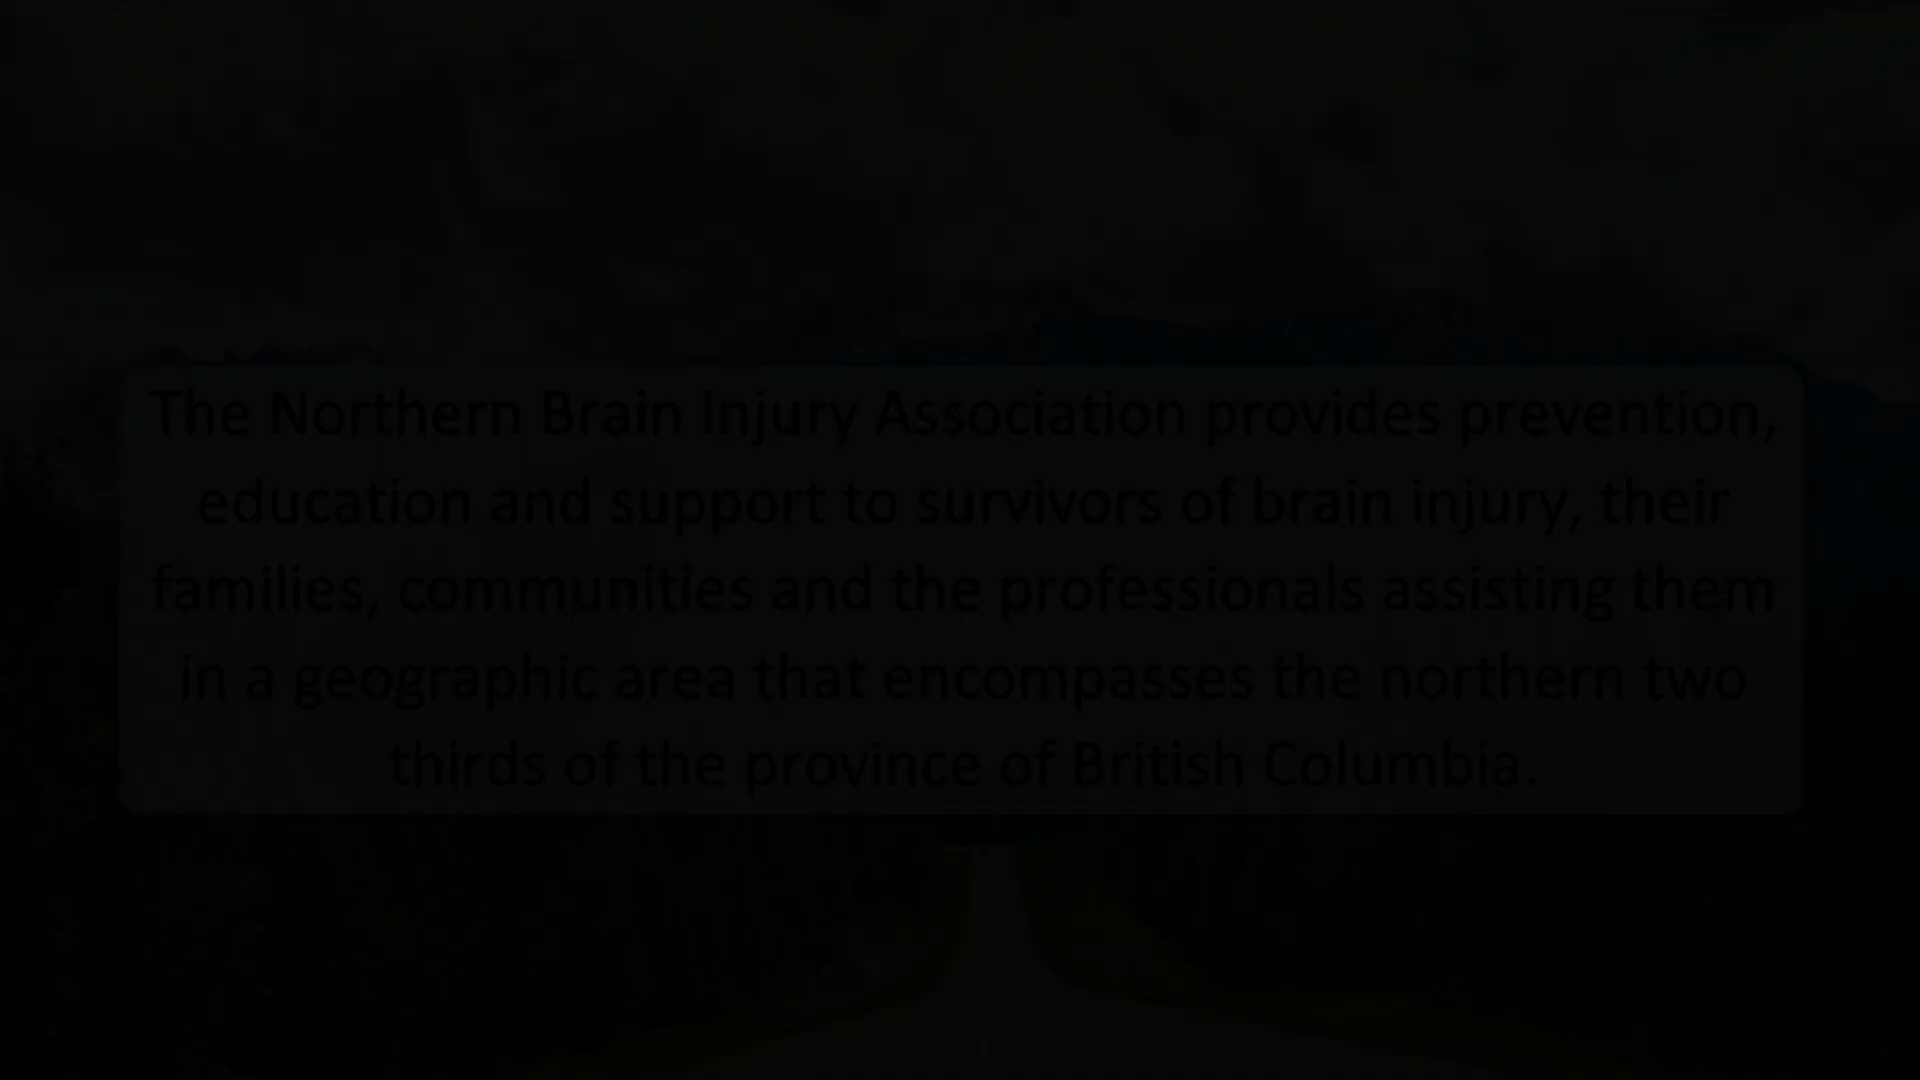 The Northern Brain Injury Association provides prevention,
education and support to survivors of brain injury, their
families, communities and the professionals assisting them
in a geographic area that encompasses the northern two
thirds of the province of British Columbia.